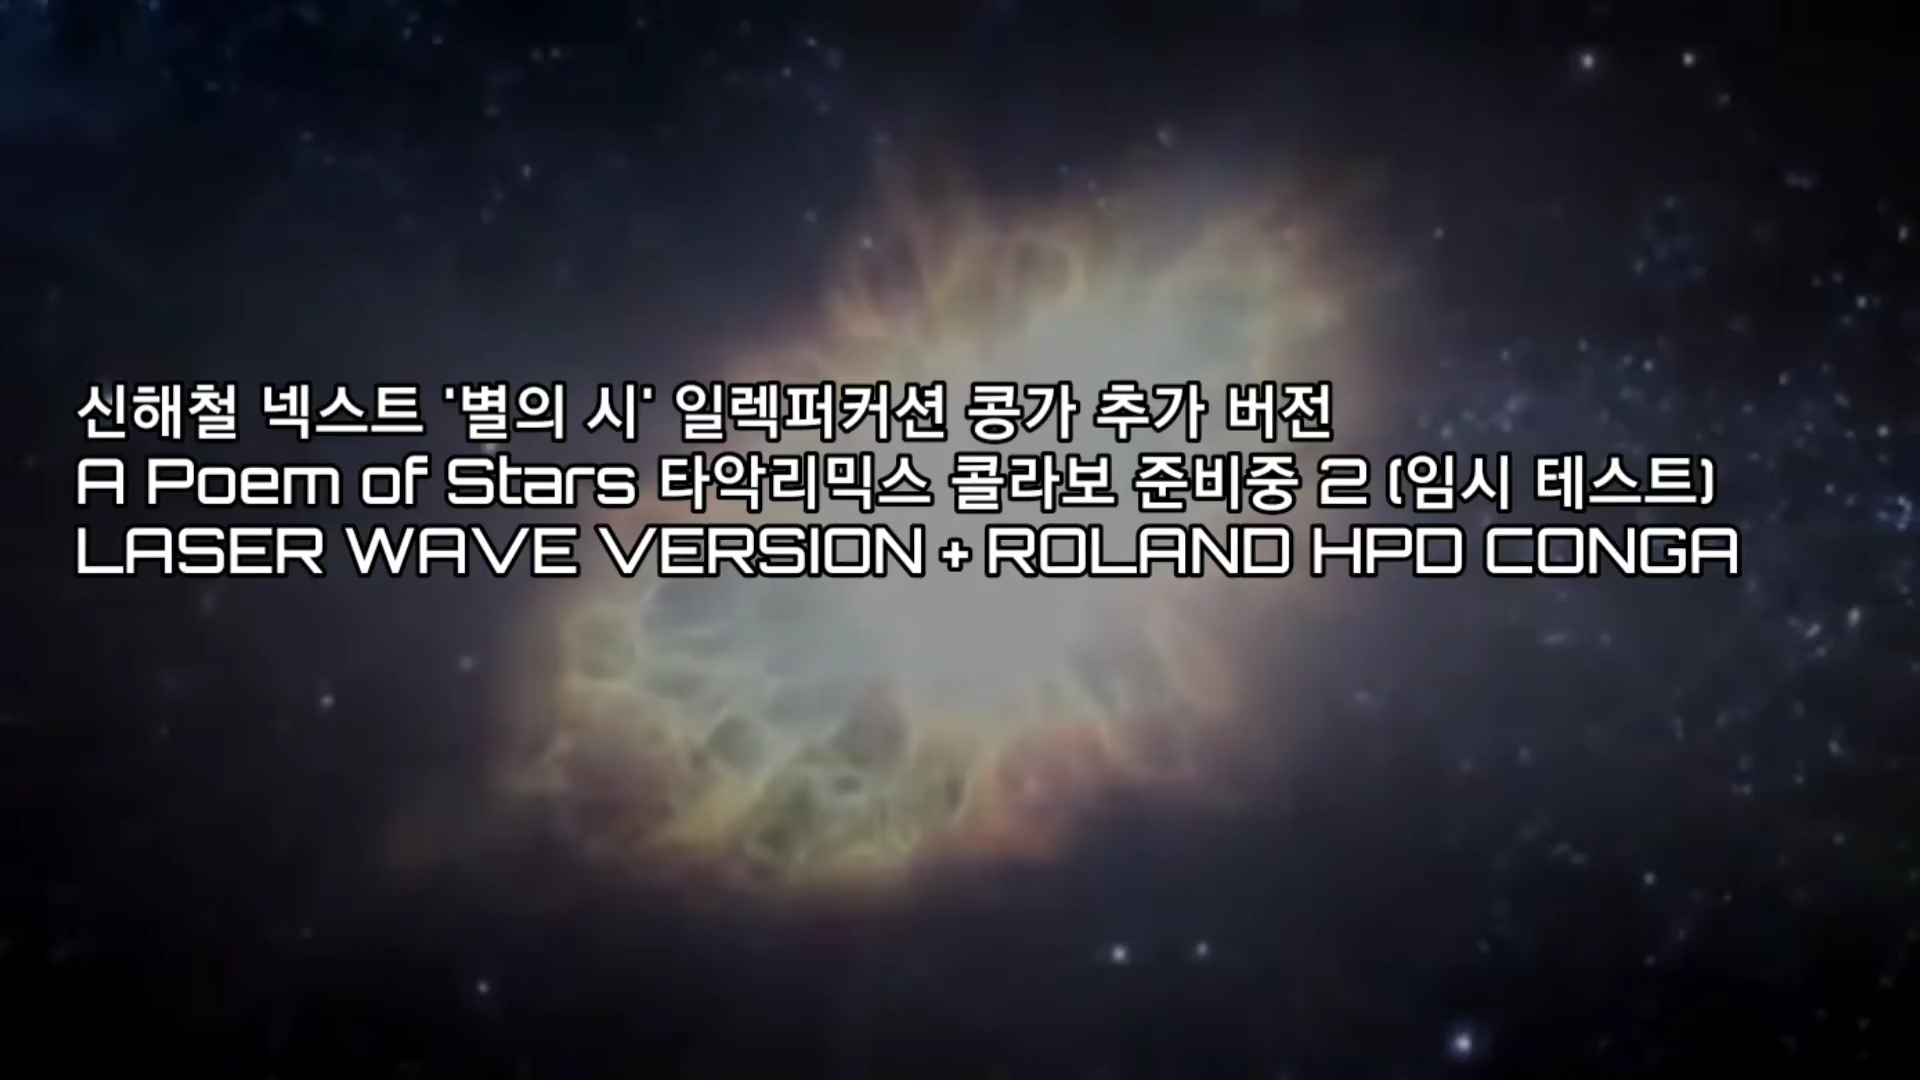 신해철 넥스트 '별의 시' 일렉퍼커션 콩가 추가 버전
A Poem of Stars 타악리믹스 콜라보 준비중 2 (임시 테스트)
LASER WAVE VERSION + ROLAND HPD CONGA